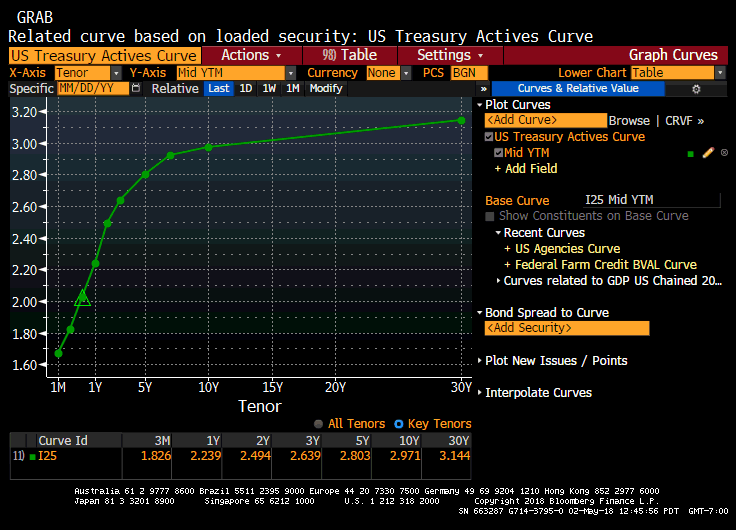 GRAB
Related curve based on loaded security: US Treasury Actives Curve
US Treasury Actives Curve Actions 98) Table Settings Graph Curves
X-Axis Tenor Y-Axis Mid YTM Currency None PCS BGN Lower Chart Table
Specific MM/DD/YY Relative Last 1D 1W 1M Modify » Curves & Relative Value
Plot Curves
<Add Curve> Browse | CRVF »
US Treasury Actives Curve
Mid YTM
+ Add Field
Base Curve I25 Mid YTM
Show Constituents on Base Curve
Recent Curves
+ US Agencies Curve
+ Federal Farm Credit BVAL Curve
Curves related to GDP US Chained 20...
Bond Spread to Curve
<Add Security>
Plot New Issues / Points
Interpolate Curves
3.20
3.00
2.80
2.60
2.40
2.20
2.00
1.80
1.60
1M 1Y 5Y 10Y 15Y 20Y 30Y
Tenor
All Tenors Key Tenors
Curve Id 3M 1Y 2Y 3Y 5Y 10Y 30Y
11) I25 1.826 2.239 2.494 2.639 2.803 2.971 3.144
Australia 61 2 9777 8600 Brazil 5511 2395 9000 Europe 44 20 7330 7500 Germany 49 69 9204 1210 Hong Kong 852 2977 6000
Japan 81 3 3201 8900 Singapore 65 6212 1000 U.S. 1 212 318 2000 Copyright 2018 Bloomberg Finance L.P.
SN 663287 G714-3795-0 02-May-18 12:45:56 PDT GMT-7:00